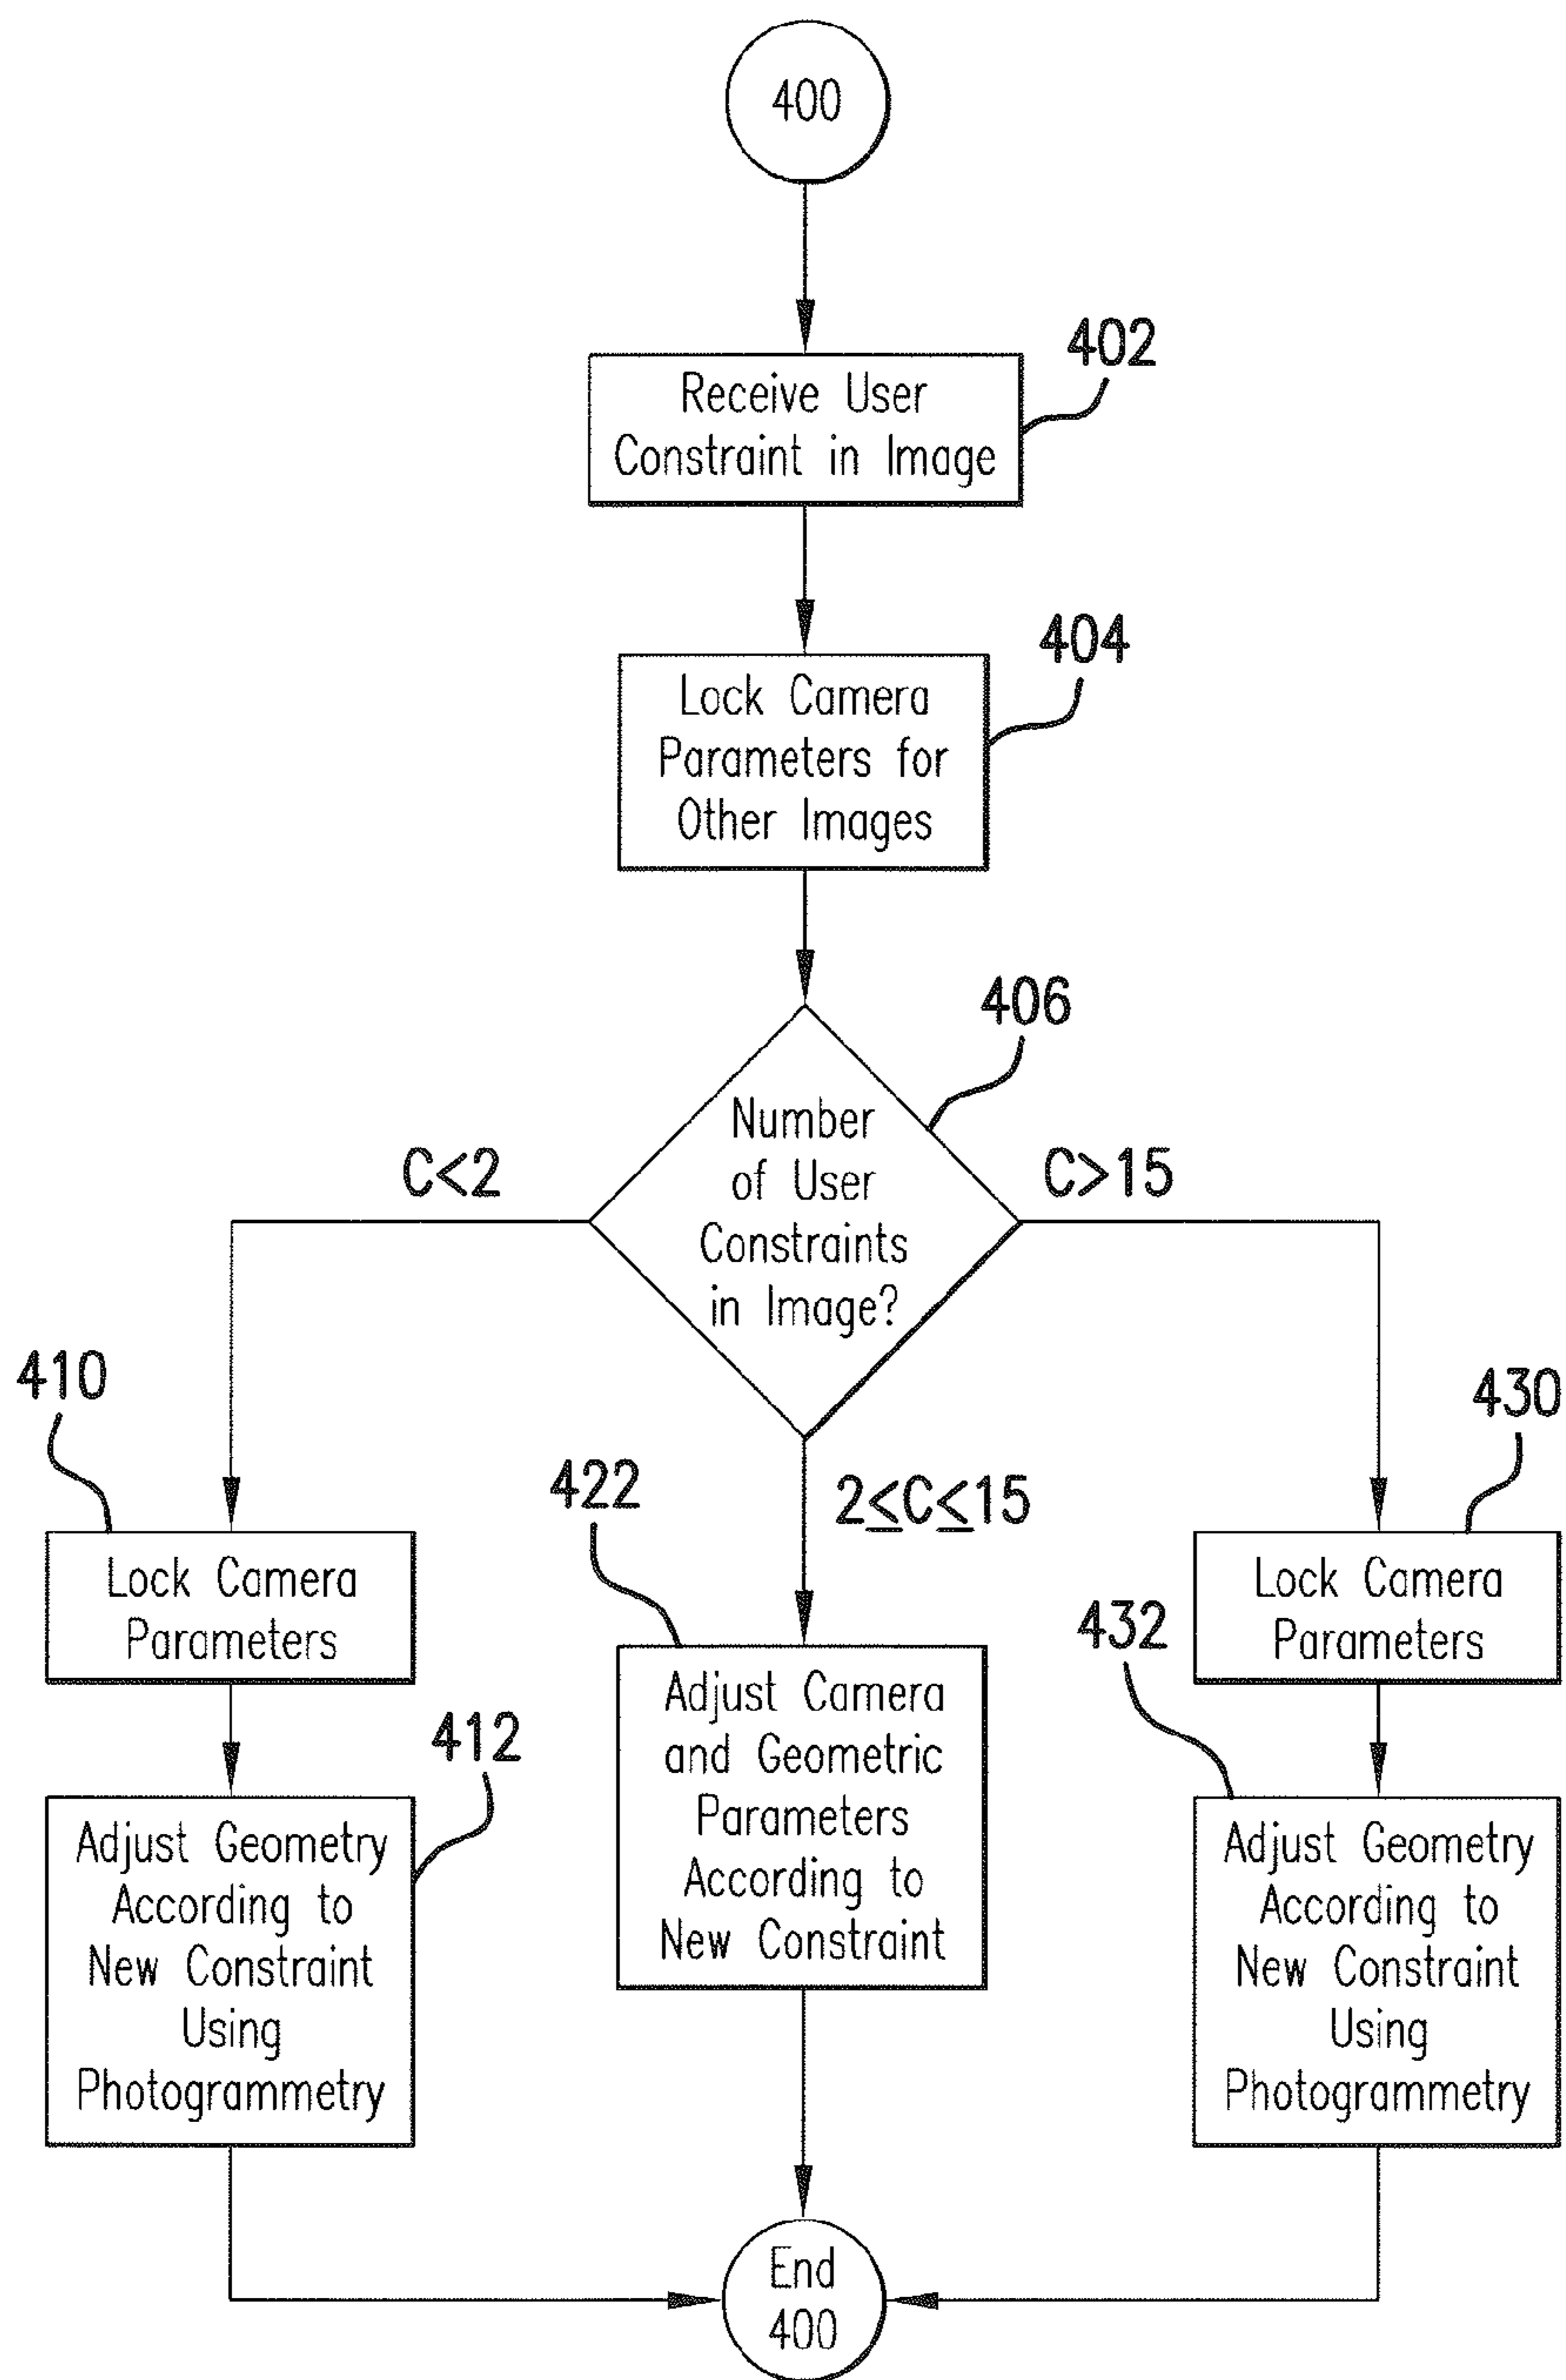 400
402
Receive User
Constraint in Image
404
Lock Camera
Parameters for
Other Images
406
Number
of User
Constraints
in Image?
C<2
C>15
2≤C≤15
410
Lock Camera
Parameters
412
Adjust Geometry
According to
New Constraint
Using
Photogrammetry
422
Adjust Camera
and Geometric
Parameters
According to
New Constraint
430
Lock Camera
Parameters
432
Adjust Geometry
According to
New Constraint
Using
Photogrammetry
End
400